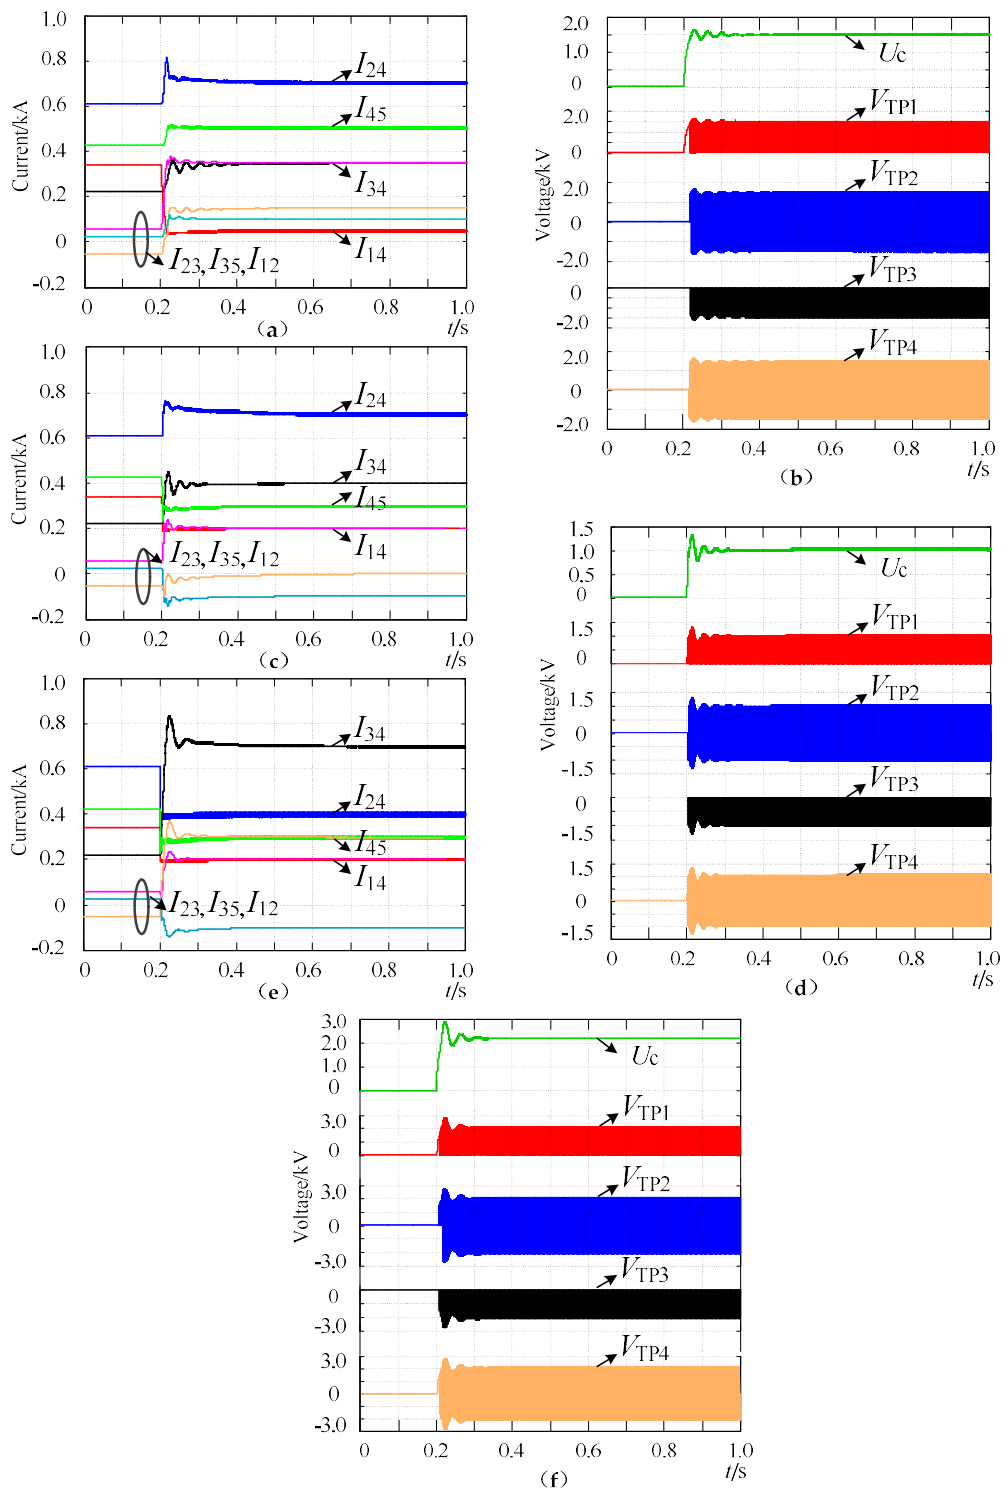 1.0
0.8
0.6
0.4
0.2
0
-0.2
Current/kA
I24
I45
I34
I14
I23, I35, I12
0 0.2 0.4 0.6 0.8 1.0
t/s
(a)
2.0
1.0
0
2.0
0
2.0
0
-2.0
0
-2.0
2.0
0
-2.0
Voltage/kV
Uc
VTP1
VTP2
VTP3
VTP4
0 0.2 0.4 0.6 0.8 1.0
t/s
(b)
1.0
0.8
0.6
0.4
0.2
0
-0.2
Current/kA
I24
I34
I45
I14
I23, I35, I12
0 0.2 0.4 0.6 0.8 1.0
t/s
(c)
1.5
1.0
0.5
0
1.5
0
1.5
0
-1.5
0
-1.5
1.5
0
-1.5
Voltage/kV
Uc
VTP1
VTP2
VTP3
VTP4
0 0.2 0.4 0.6 0.8 1.0
t/s
(d)
1.0
0.8
0.6
0.4
0.2
0
-0.2
Current/kA
I34
I24
I45
I14
I23, I35, I12
0 0.2 0.4 0.6 0.8 1.0
t/s
(e)
3.0
2.0
1.0
0
3.0
0
3.0
0
-3.0
0
-3.0
3.0
0
-3.0
Voltage/kV
Uc
VTP1
VTP2
VTP3
VTP4
0 0.2 0.4 0.6 0.8 1.0
t/s
(f)